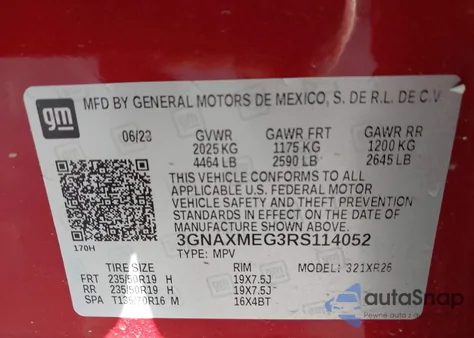 gm
MFD BY GENERAL MOTORS DE MEXICO, S. DE R.L. DE C.V.
06/23 GVWR GAWR FRT GAWR RR
2025 KG 1175 KG 1200 KG
4464 LB 2590 LB 2645 LB
THIS VEHICLE CONFORMS TO ALL
APPLICABLE U.S. FEDERAL MOTOR
VEHICLE SAFETY AND THEFT PREVENTION
STANDARDS IN EFFECT ON THE DATE OF
MANUFACTURE SHOWN ABOVE.
3GNAXMEG3RS114052
170H TYPE: MPV
TIRE SIZE RIM MODEL: 321XR26
FRT 235/50R19 H 19X7.5J
RR 235/50R19 H 19X7.5J
SPA T135/70R16 M 16X4BT
autoSnap